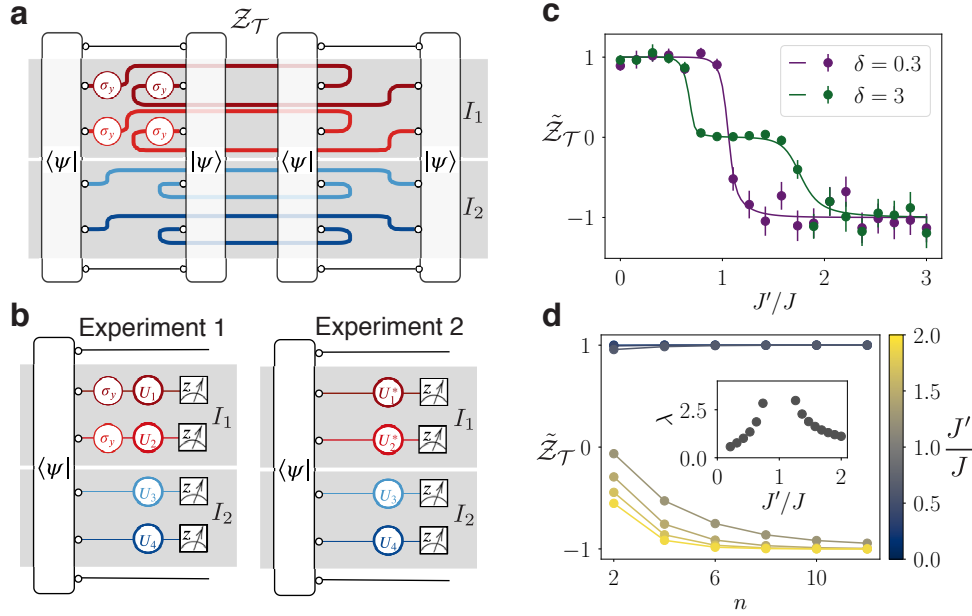 a
𝒵_𝒯
σ_y σ_y
σ_y σ_y
I_1
⟨ψ| |ψ⟩ ⟨ψ| |ψ⟩
I_2
b
Experiment 1 Experiment 2
σ_y U_1 z U_1^* z
I_1 I_1
σ_y U_2 z U_2^* z
⟨ψ| ⟨ψ|
U_3 z U_3 z
I_2 I_2
U_4 z U_4 z
c
δ = 0.3
δ = 3
1
0
−1
𝒵̃_𝒯
0 1 2 3
J′/J
d
1
0
−1
𝒵̃_𝒯
2 6 10
n
λ
2.5
0.0
0 1 2
J′/J
2.0
1.5
1.0
0.5
0.0
J′/J